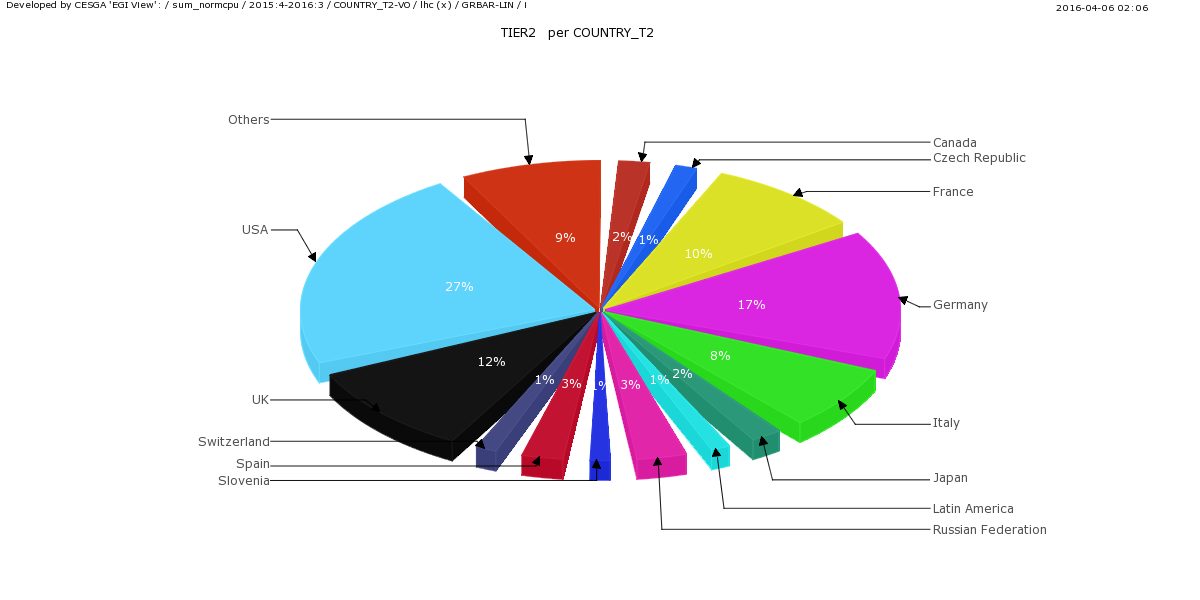 Developed by CESGA 'EGI View': / sum_normcpu / 2015:4-2016:3 / COUNTRY_T2-VO / lhc (x) / GRBAR-LIN / l
2016-04-06 02:06
TIER2 per COUNTRY_T2
Others
Canada
Czech Republic
France
USA
9%
2%
1%
10%
27%
17%
Germany
12%
8%
1%
3%
1%
3%
1%
2%
UK
Italy
Switzerland
Spain
Slovenia
Japan
Latin America
Russian Federation